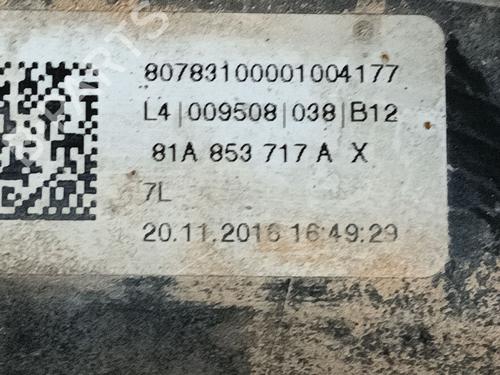 80783100001004177
L4|009508|038|B12
81A 853 717 A X
7L
20.11.2016 16:49:29